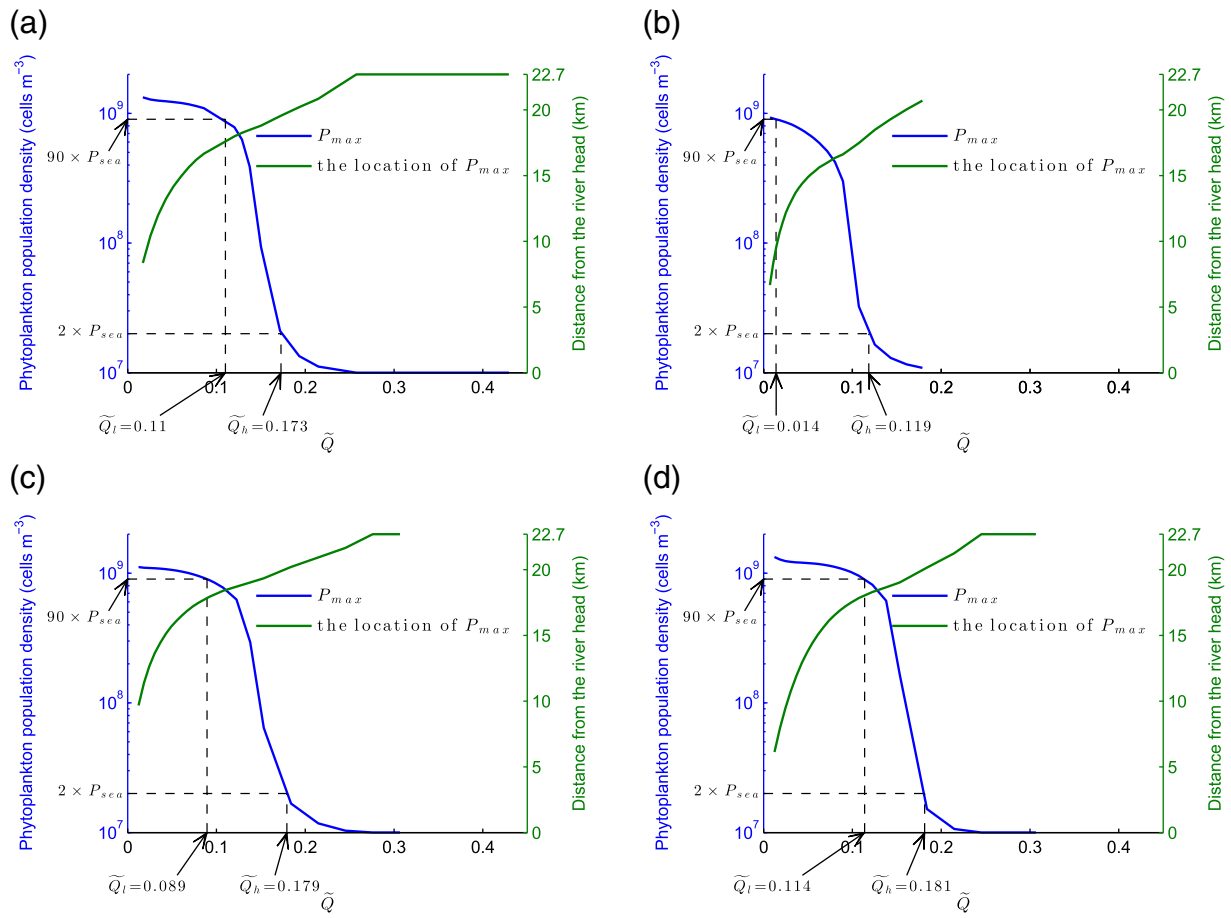 (a)
Phytoplankton population density (cells m⁻³)
10⁹
10⁸
10⁷
90 × P_sea
2 × P_sea
P_max
the location of P_max
22.7
20
15
10
5
0
Distance from the river head (km)
0 0.1 0.2 0.3 0.4
Q̃_l=0.11
Q̃_h=0.173
Q̃
(b)
Phytoplankton population density (cells m⁻³)
10⁹
10⁸
10⁷
90 × P_sea
2 × P_sea
P_max
the location of P_max
22.7
20
15
10
5
0
Distance from the river head (km)
0 0.1 0.2 0.3 0.4
Q̃_l=0.014
Q̃_h=0.119
Q̃
(c)
Phytoplankton population density (cells m⁻³)
10⁹
10⁸
10⁷
90 × P_sea
2 × P_sea
P_max
the location of P_max
22.7
20
15
10
5
0
Distance from the river head (km)
0 0.1 0.2 0.3 0.4
Q̃_l=0.089
Q̃_h=0.179
Q̃
(d)
Phytoplankton population density (cells m⁻³)
10⁹
10⁸
10⁷
90 × P_sea
2 × P_sea
P_max
the location of P_max
22.7
20
15
10
5
0
Distance from the river head (km)
0 0.1 0.2 0.3 0.4
Q̃_l=0.114
Q̃_h=0.181
Q̃